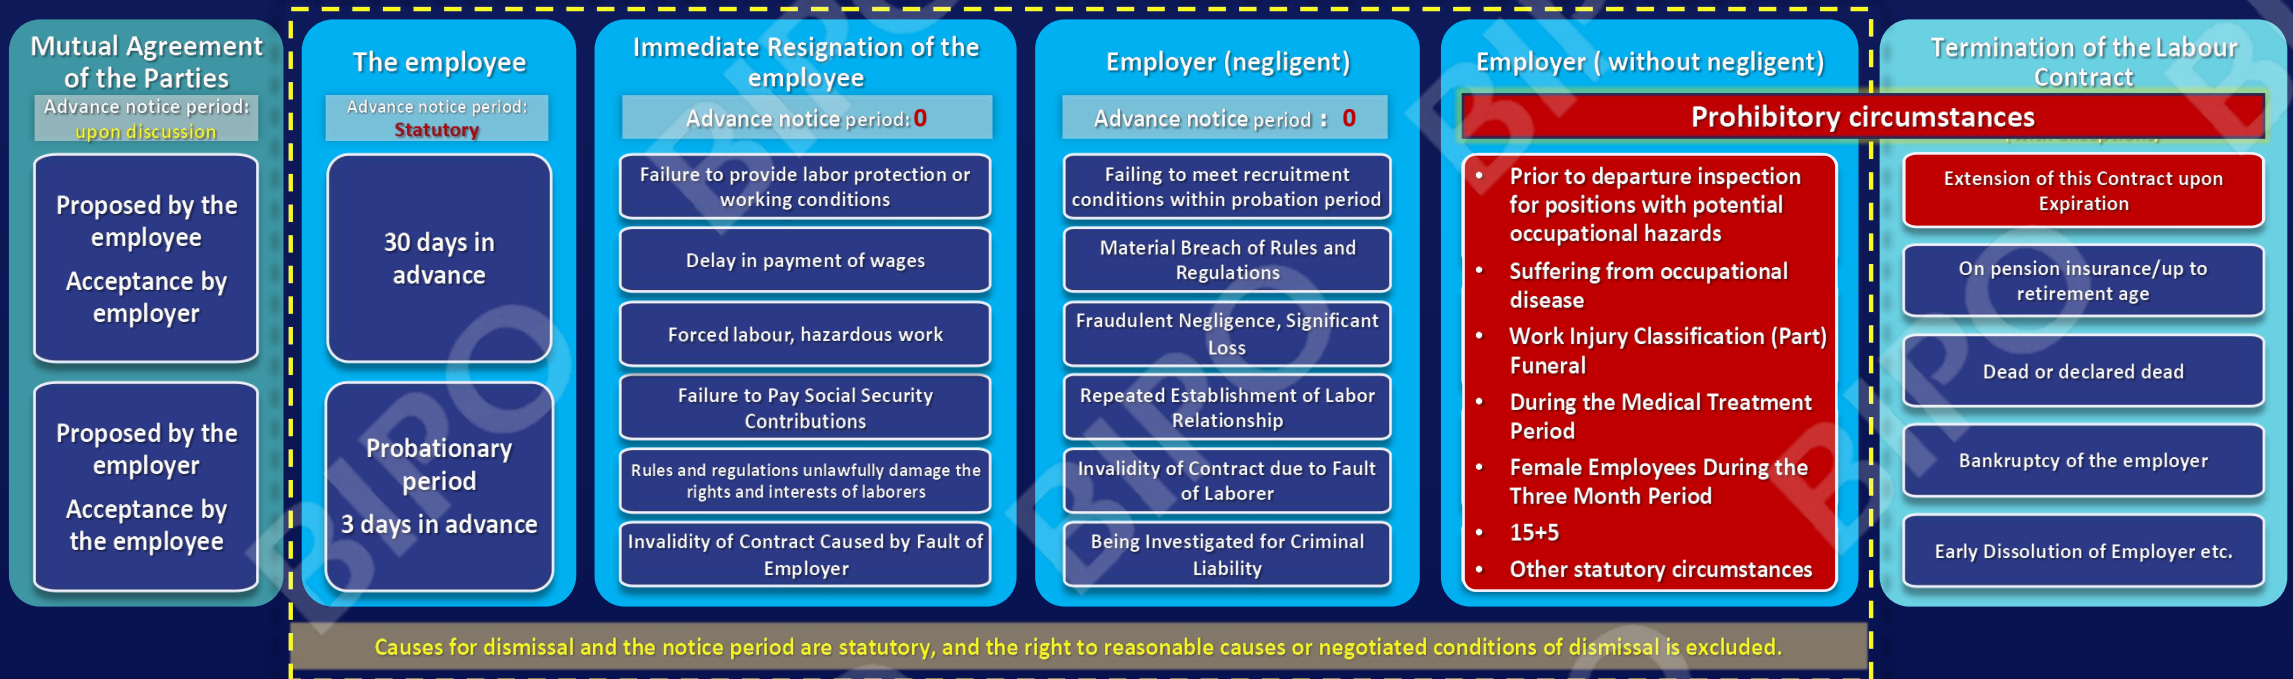 Mutual Agreement
of the Parties
Advance notice period:
upon discussion
Proposed by the
employee
Acceptance by
employer
Proposed by the
employer
Acceptance by
the employee
The employee
Advance notice period:
Statutory
30 days in
advance
Probationary
period
3 days in advance
Immediate Resignation of the
employee
Advance notice period: 0
Failure to provide labor protection or
working conditions
Delay in payment of wages
Forced labour, hazardous work
Failure to Pay Social Security
Contributions
Rules and regulations unlawfully damage the
rights and interests of laborers
Invalidity of Contract Caused by Fault of
Employer
Employer (negligent)
Advance notice period : 0
Failing to meet recruitment
conditions within probation period
Material Breach of Rules and
Regulations
Fraudulent Negligence, Significant
Loss
Repeated Establishment of Labor
Relationship
Invalidity of Contract due to Fault
of Laborer
Being Investigated for Criminal
Liability
Employer ( without negligent)
Prohibitory circumstances
• Prior to departure inspection
for positions with potential
occupational hazards
• Suffering from occupational
disease
• Work Injury Classification (Part)
Funeral
• During the Medical Treatment
Period
• Female Employees During the
Three Month Period
• 15+5
• Other statutory circumstances
Termination of the Labour
Contract
Extension of this Contract upon
Expiration
On pension insurance/up to
retirement age
Dead or declared dead
Bankruptcy of the employer
Early Dissolution of Employer etc.
Causes for dismissal and the notice period are statutory, and the right to reasonable causes or negotiated conditions of dismissal is excluded.
BIPO
BIPO
BIPO
BIPO
BIPO